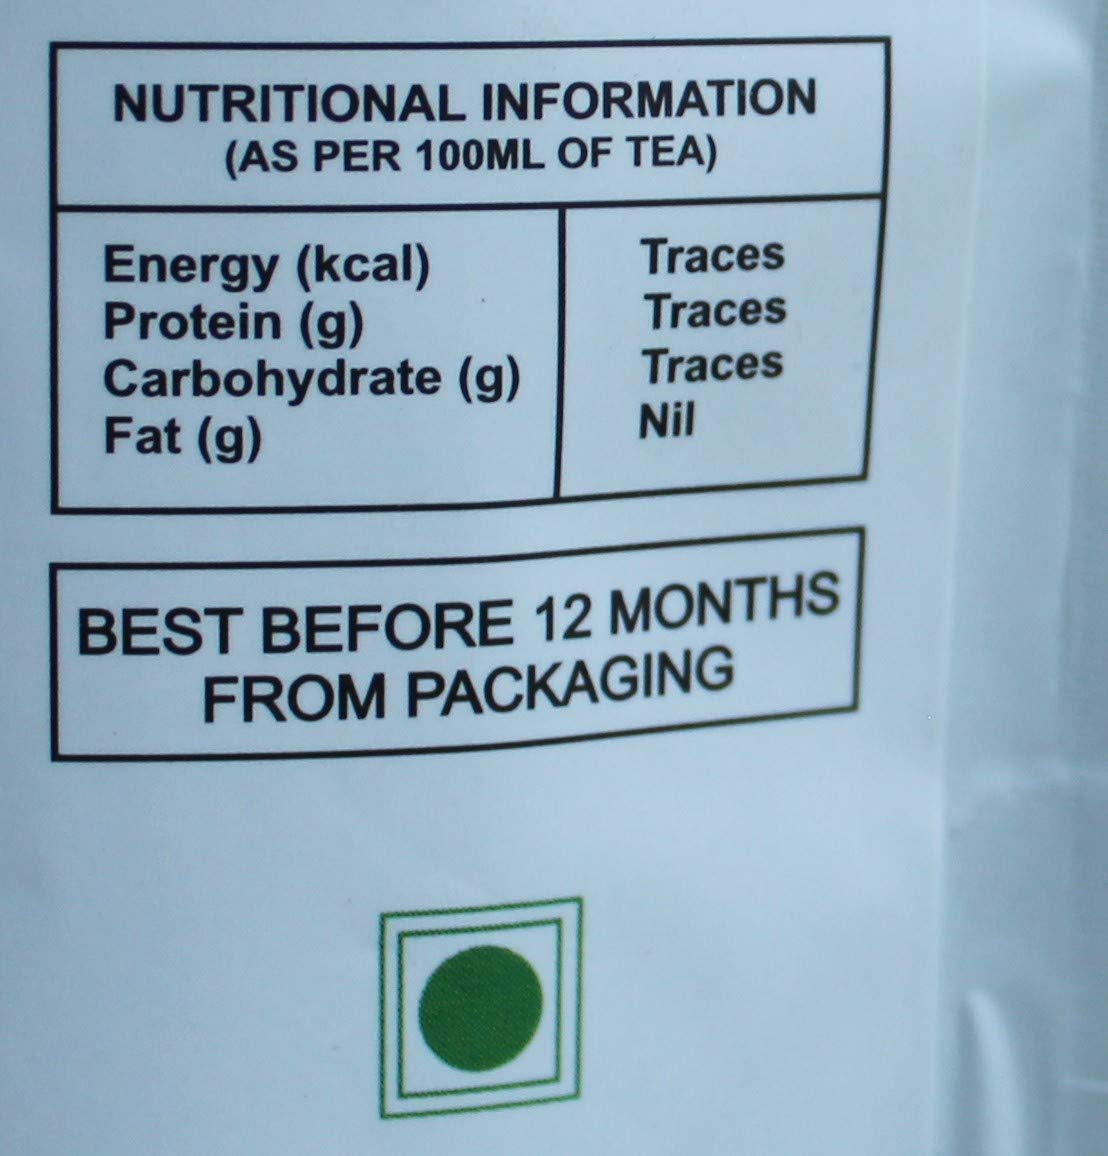 NUTRITIONAL INFORMATION
(AS PER 100ML OF TEA)
Energy (kcal) Traces
Protein (g) Traces
Carbohydrate (g) Traces
Fat (g) Nil
BEST BEFORE 12 MONTHS
FROM PACKAGING